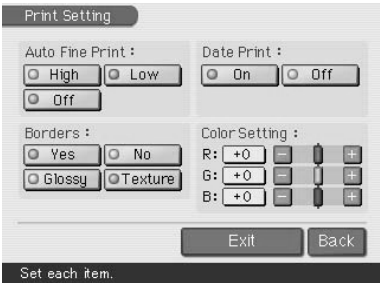 Print Setting
Auto Fine Print :
High Low
Off
Date Print :
On Off
Borders :
Yes No
Glossy Texture
Color Setting :
R: +0 - +
G: +0 - +
B: +0 - +
Exit Back
Set each item.